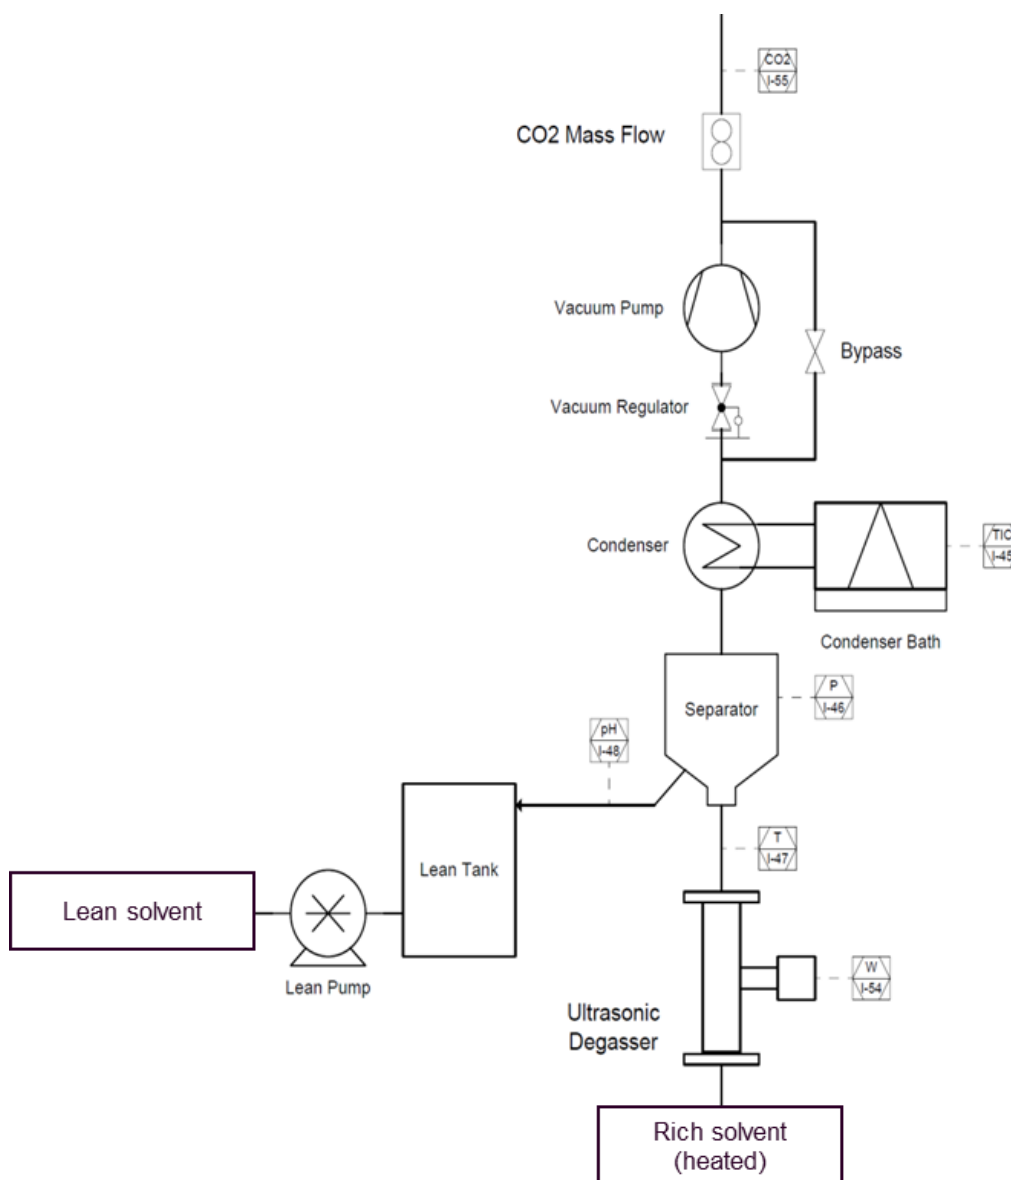 CO2
I-55
CO2 Mass Flow
Vacuum Pump
Bypass
Vacuum Regulator
Condenser
TIC
I-45
Condenser Bath
Separator
P
I-46
pH
I-48
T
I-47
Lean Tank
Lean solvent
Lean Pump
W
I-54
Ultrasonic
Degasser
Rich solvent
(heated)